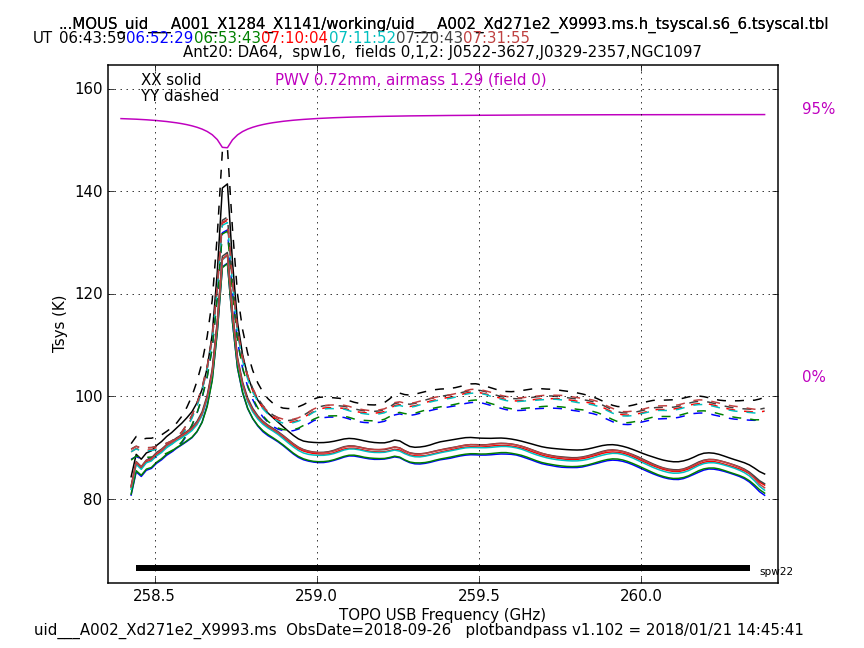 ...MOUS_uid___A001_X1284_X1141/working/uid___A002_Xd271e2_X9993.ms.h_tsyscal.s6_6.tsyscal.tbl
UT 06:43:59 06:52:29 06:53:43 07:10:04 07:11:52 07:20:43 07:31:55
Ant20: DA64, spw16, fields 0,1,2: J0522-3627,J0329-2357,NGC1097
XX solid PWV 0.72mm, airmass 1.29 (field 0)
YY dashed
160
95%
140
120
Tsys (K)
0%
100
80
spw22
258.5 259.0 259.5 260.0
TOPO USB Frequency (GHz)
uid___A002_Xd271e2_X9993.ms ObsDate=2018-09-26 plotbandpass v1.102 = 2018/01/21 14:45:41